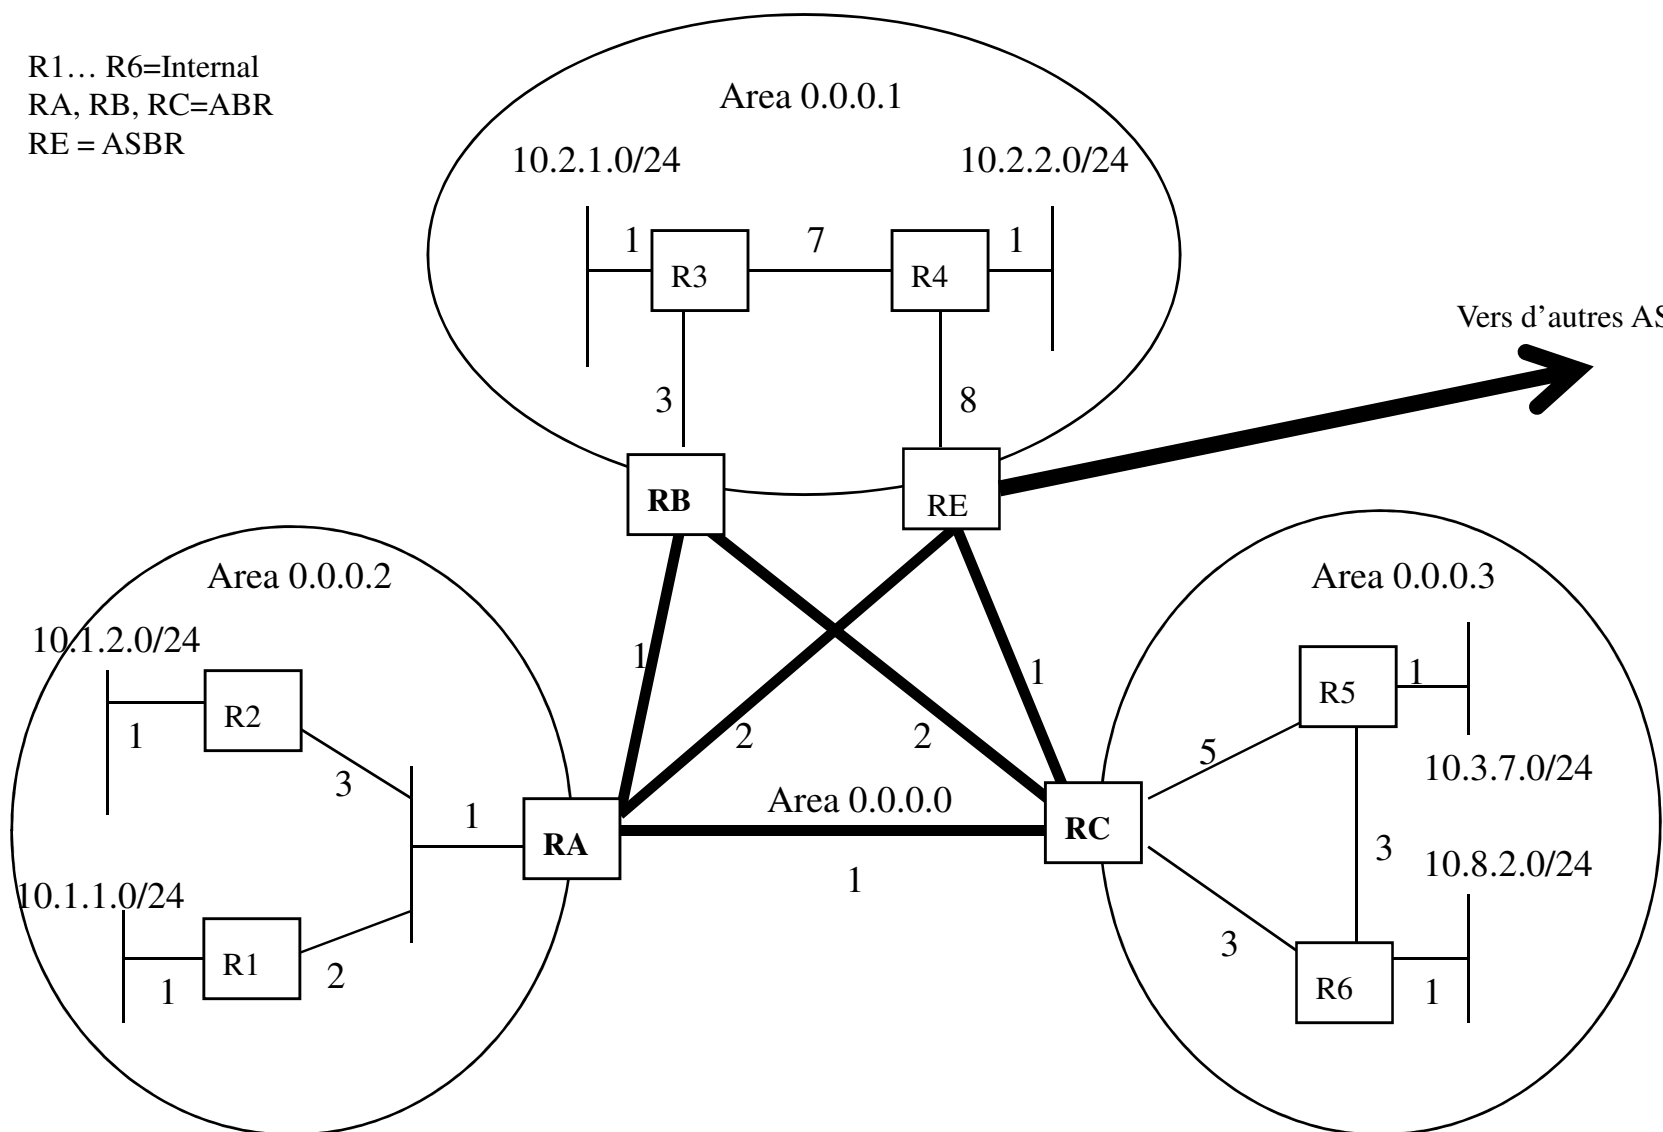 R1… R6=Internal
RA, RB, RC=ABR
RE = ASBR
Area 0.0.0.1
10.2.1.0/24
10.2.2.0/24
1
7
1
R3
R4
Vers d’autres AS
3
8
RB
RE
Area 0.0.0.2
Area 0.0.0.3
10.1.2.0/24
1
1
1
R2
R5
1
2
2
5
10.3.7.0/24
3
1
Area 0.0.0.0
RA
RC
3
10.8.2.0/24
1
10.1.1.0/24
R1
2
1
3
R6
1